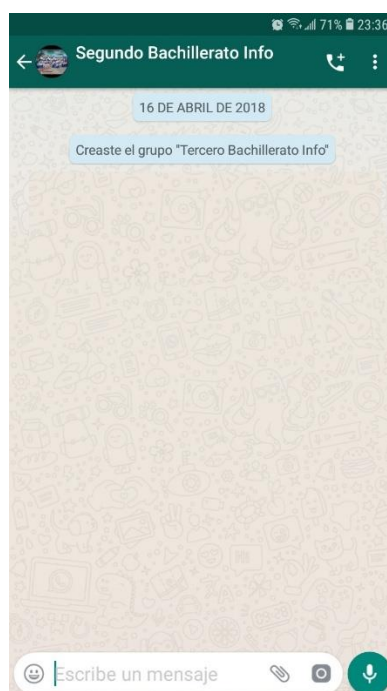 71% 23:36
Segundo Bachillerato Info
16 DE ABRIL DE 2018
Creaste el grupo "Tercero Bachillerato Info"
Escribe un mensaje